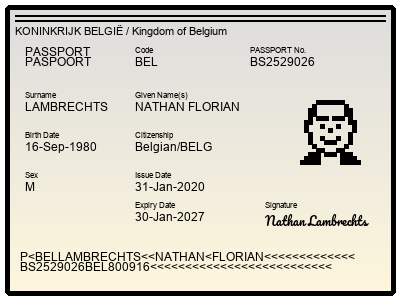 KONINKRIJK BELGIË / Kingdom of Belgium
PASSPORT Code PASSPORT No.
PASPOORT BEL BS2529026
Surname Given Name(s)
LAMBRECHTS NATHAN FLORIAN
Birth Date Citizenship
16-Sep-1980 Belgian/BELG
Sex Issue Date
M 31-Jan-2020
Expiry Date Signature
30-Jan-2027 Nathan Lambrechts
P<BELLAMBRECHTS<<NATHAN<FLORIAN<<<<<<<<<<<<<
BS2529026BEL800916<<<<<<<<<<<<<<<<<<<<<<<<<<